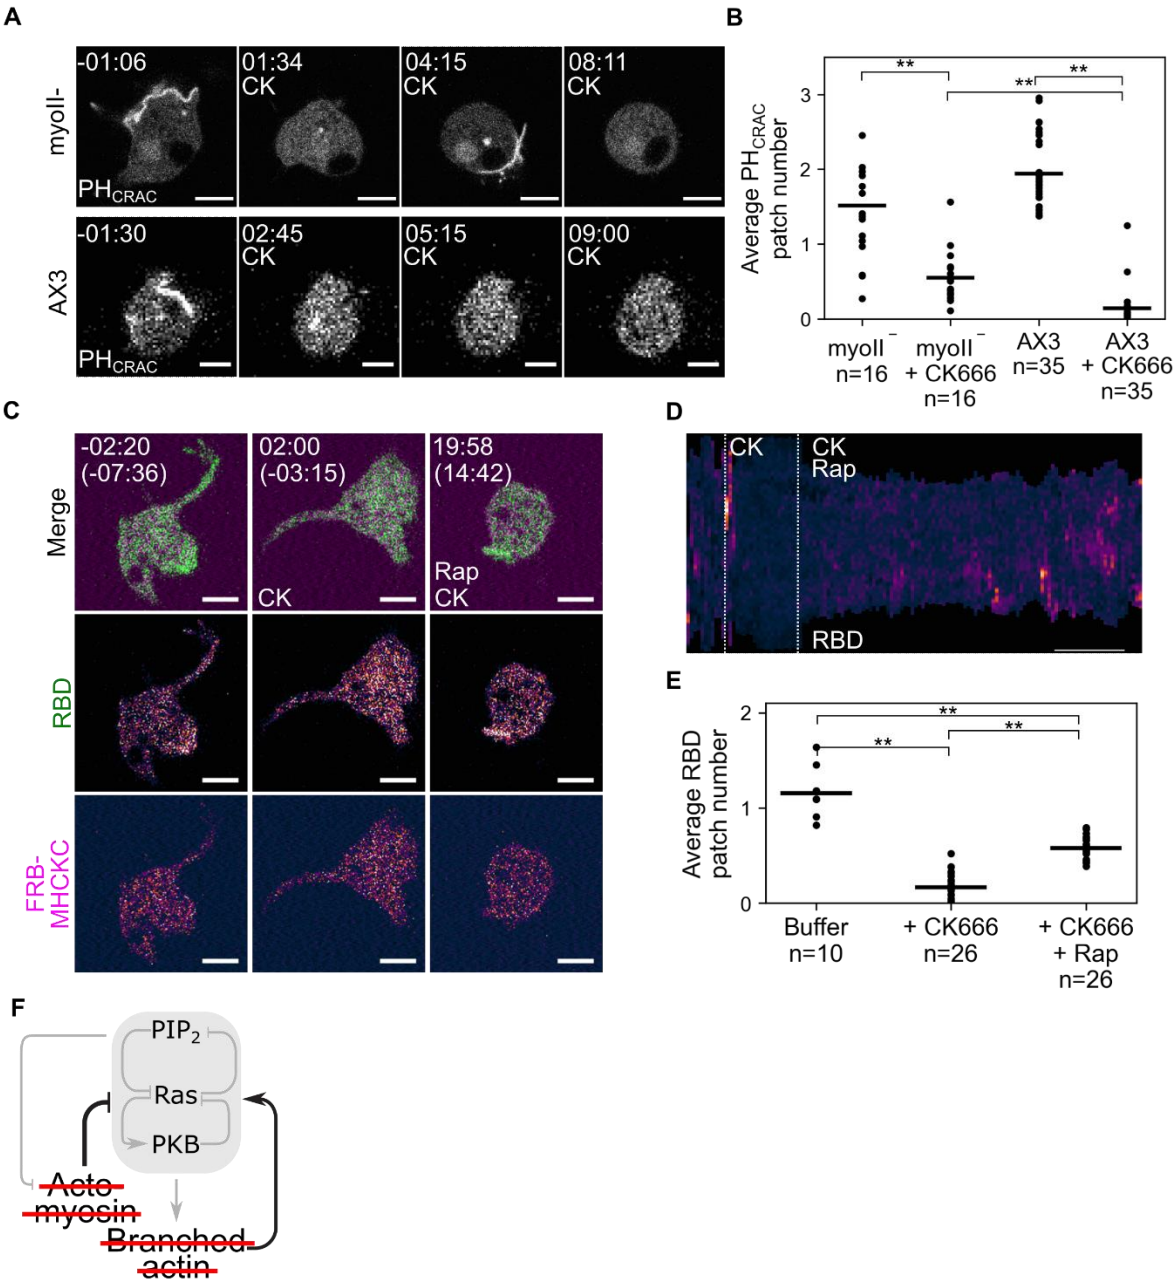 A
myoII-
-01:06
PH_CRAC
01:34
CK
04:15
CK
08:11
CK
AX3
-01:30
PH_CRAC
02:45
CK
05:15
CK
09:00
CK
B
Average PH_CRAC
patch number
3
2
1
0
**
**
**
myoII⁻
n=16
myoII⁻
+ CK666
n=16
AX3
n=35
AX3
+ CK666
n=35
C
Merge
-02:20
(-07:36)
02:00
(-03:15)
CK
19:58
(14:42)
Rap
CK
RBD
FRB-
MHCKC
D
CK
CK
Rap
RBD
E
Average RBD
patch number
2
1
0
**
**
**
Buffer
n=10
+ CK666
n=26
+ CK666
+ Rap
n=26
F
PIP₂
Ras
PKB
Acto
myosin
Branched
actin